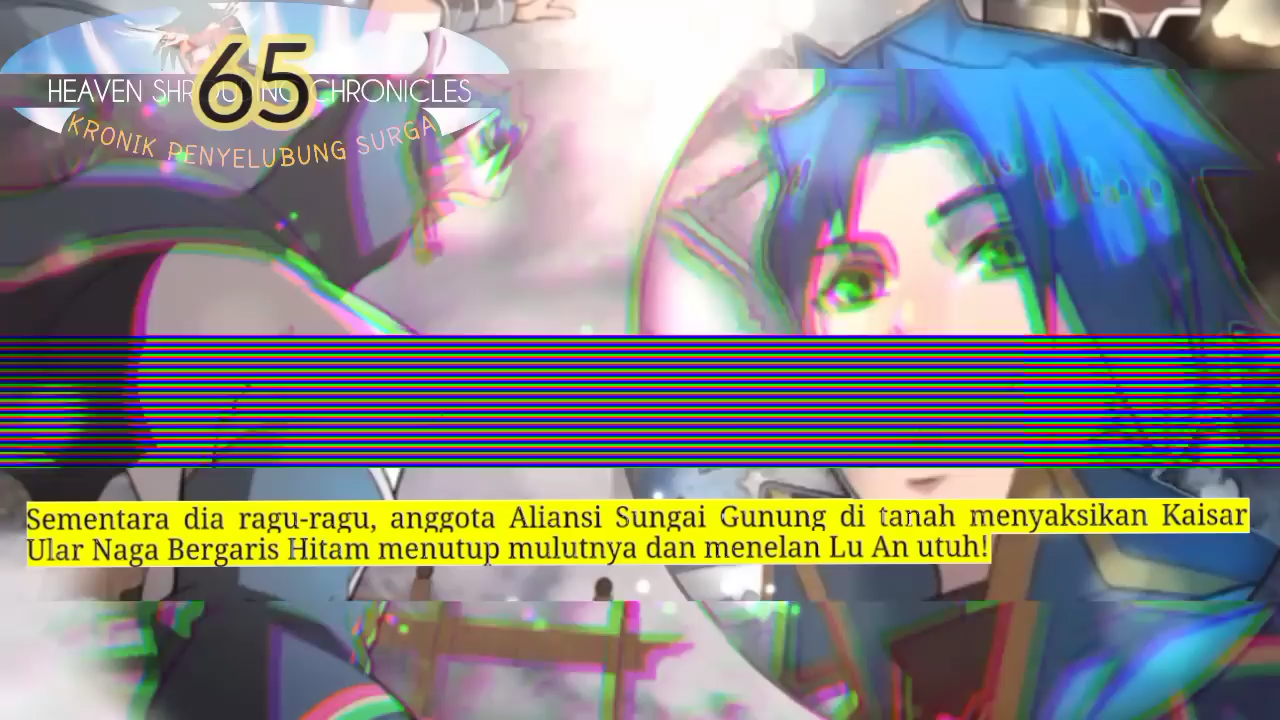 65
HEAVEN SHROUDING CHRONICLES
KRONIK PENYELUBUNG SURGA
Sementara dia ragu-ragu, anggota Aliansi Sungai Gunung di tanah menyaksikan Kaisar
Ular Naga Bergaris Hitam menutup mulutnya dan menelan Lu An utuh!